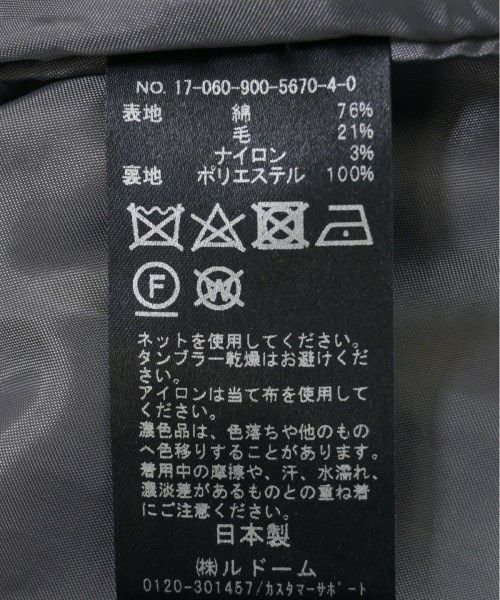 NO. 17-060-900-5670-4-0
表地 綿 76%
毛 21%
ナイロン 3%
裏地 ポリエステル 100%
F W
ネットを使用してください。
タンブラー乾燥はお避けくだ
さい。
アイロンは当て布を使用して
ください。
濃色品は、色落ちや他のもの
へ色移りすることがあります。
着用中の摩擦や、汗、水濡れ、
濃淡差があるものとの重ね着
にご注意ください。
日本製
㈱ルドーム
0120-301457/カスタマーサポート